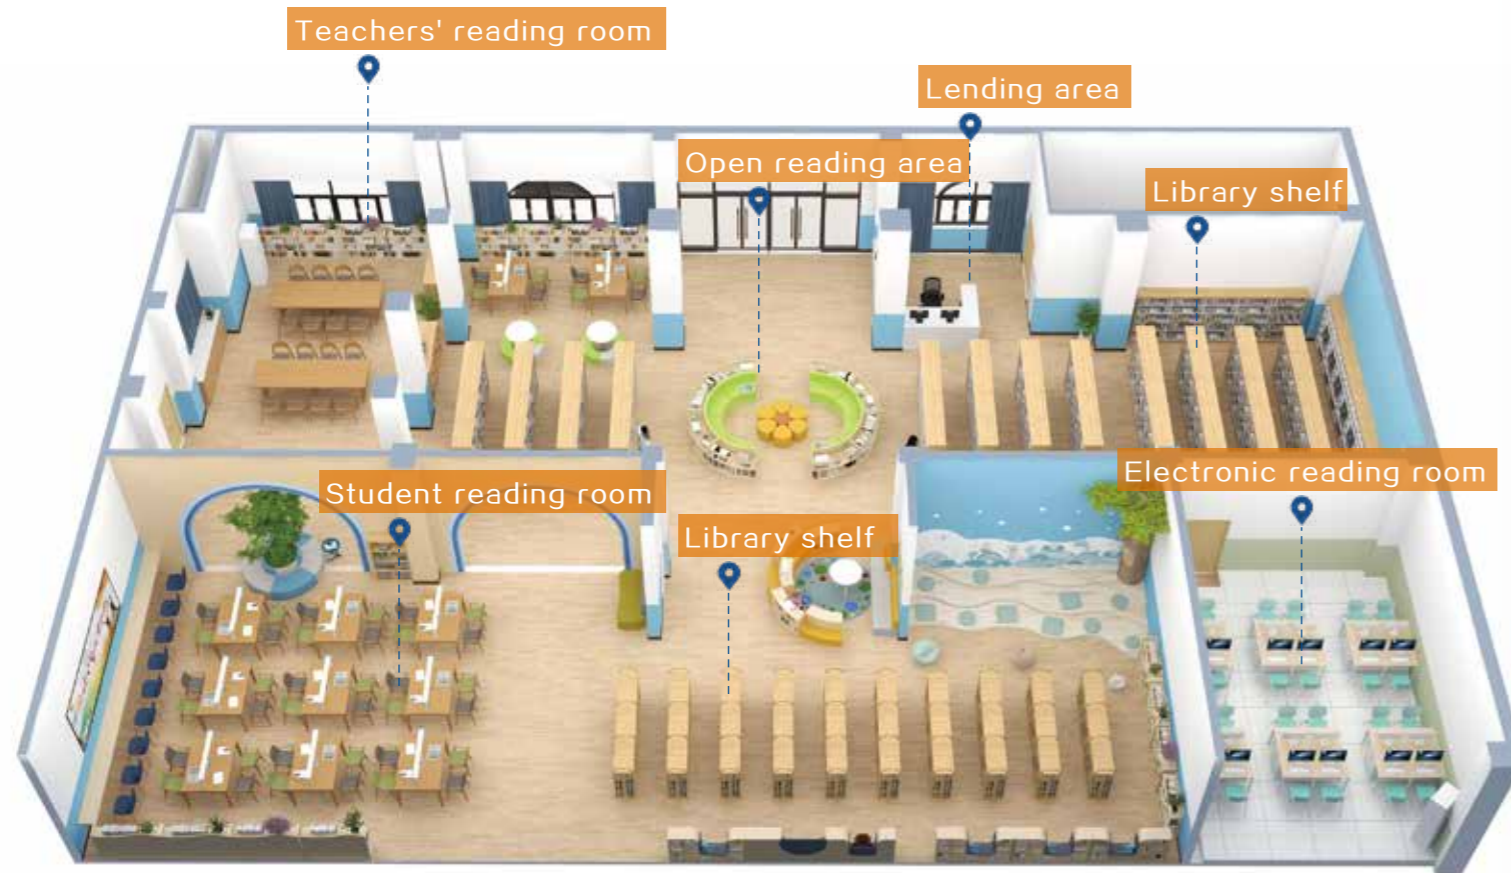 Teachers' reading room
Lending area
Open reading area
Library shelf
Electronic reading room
Student reading room
Library shelf